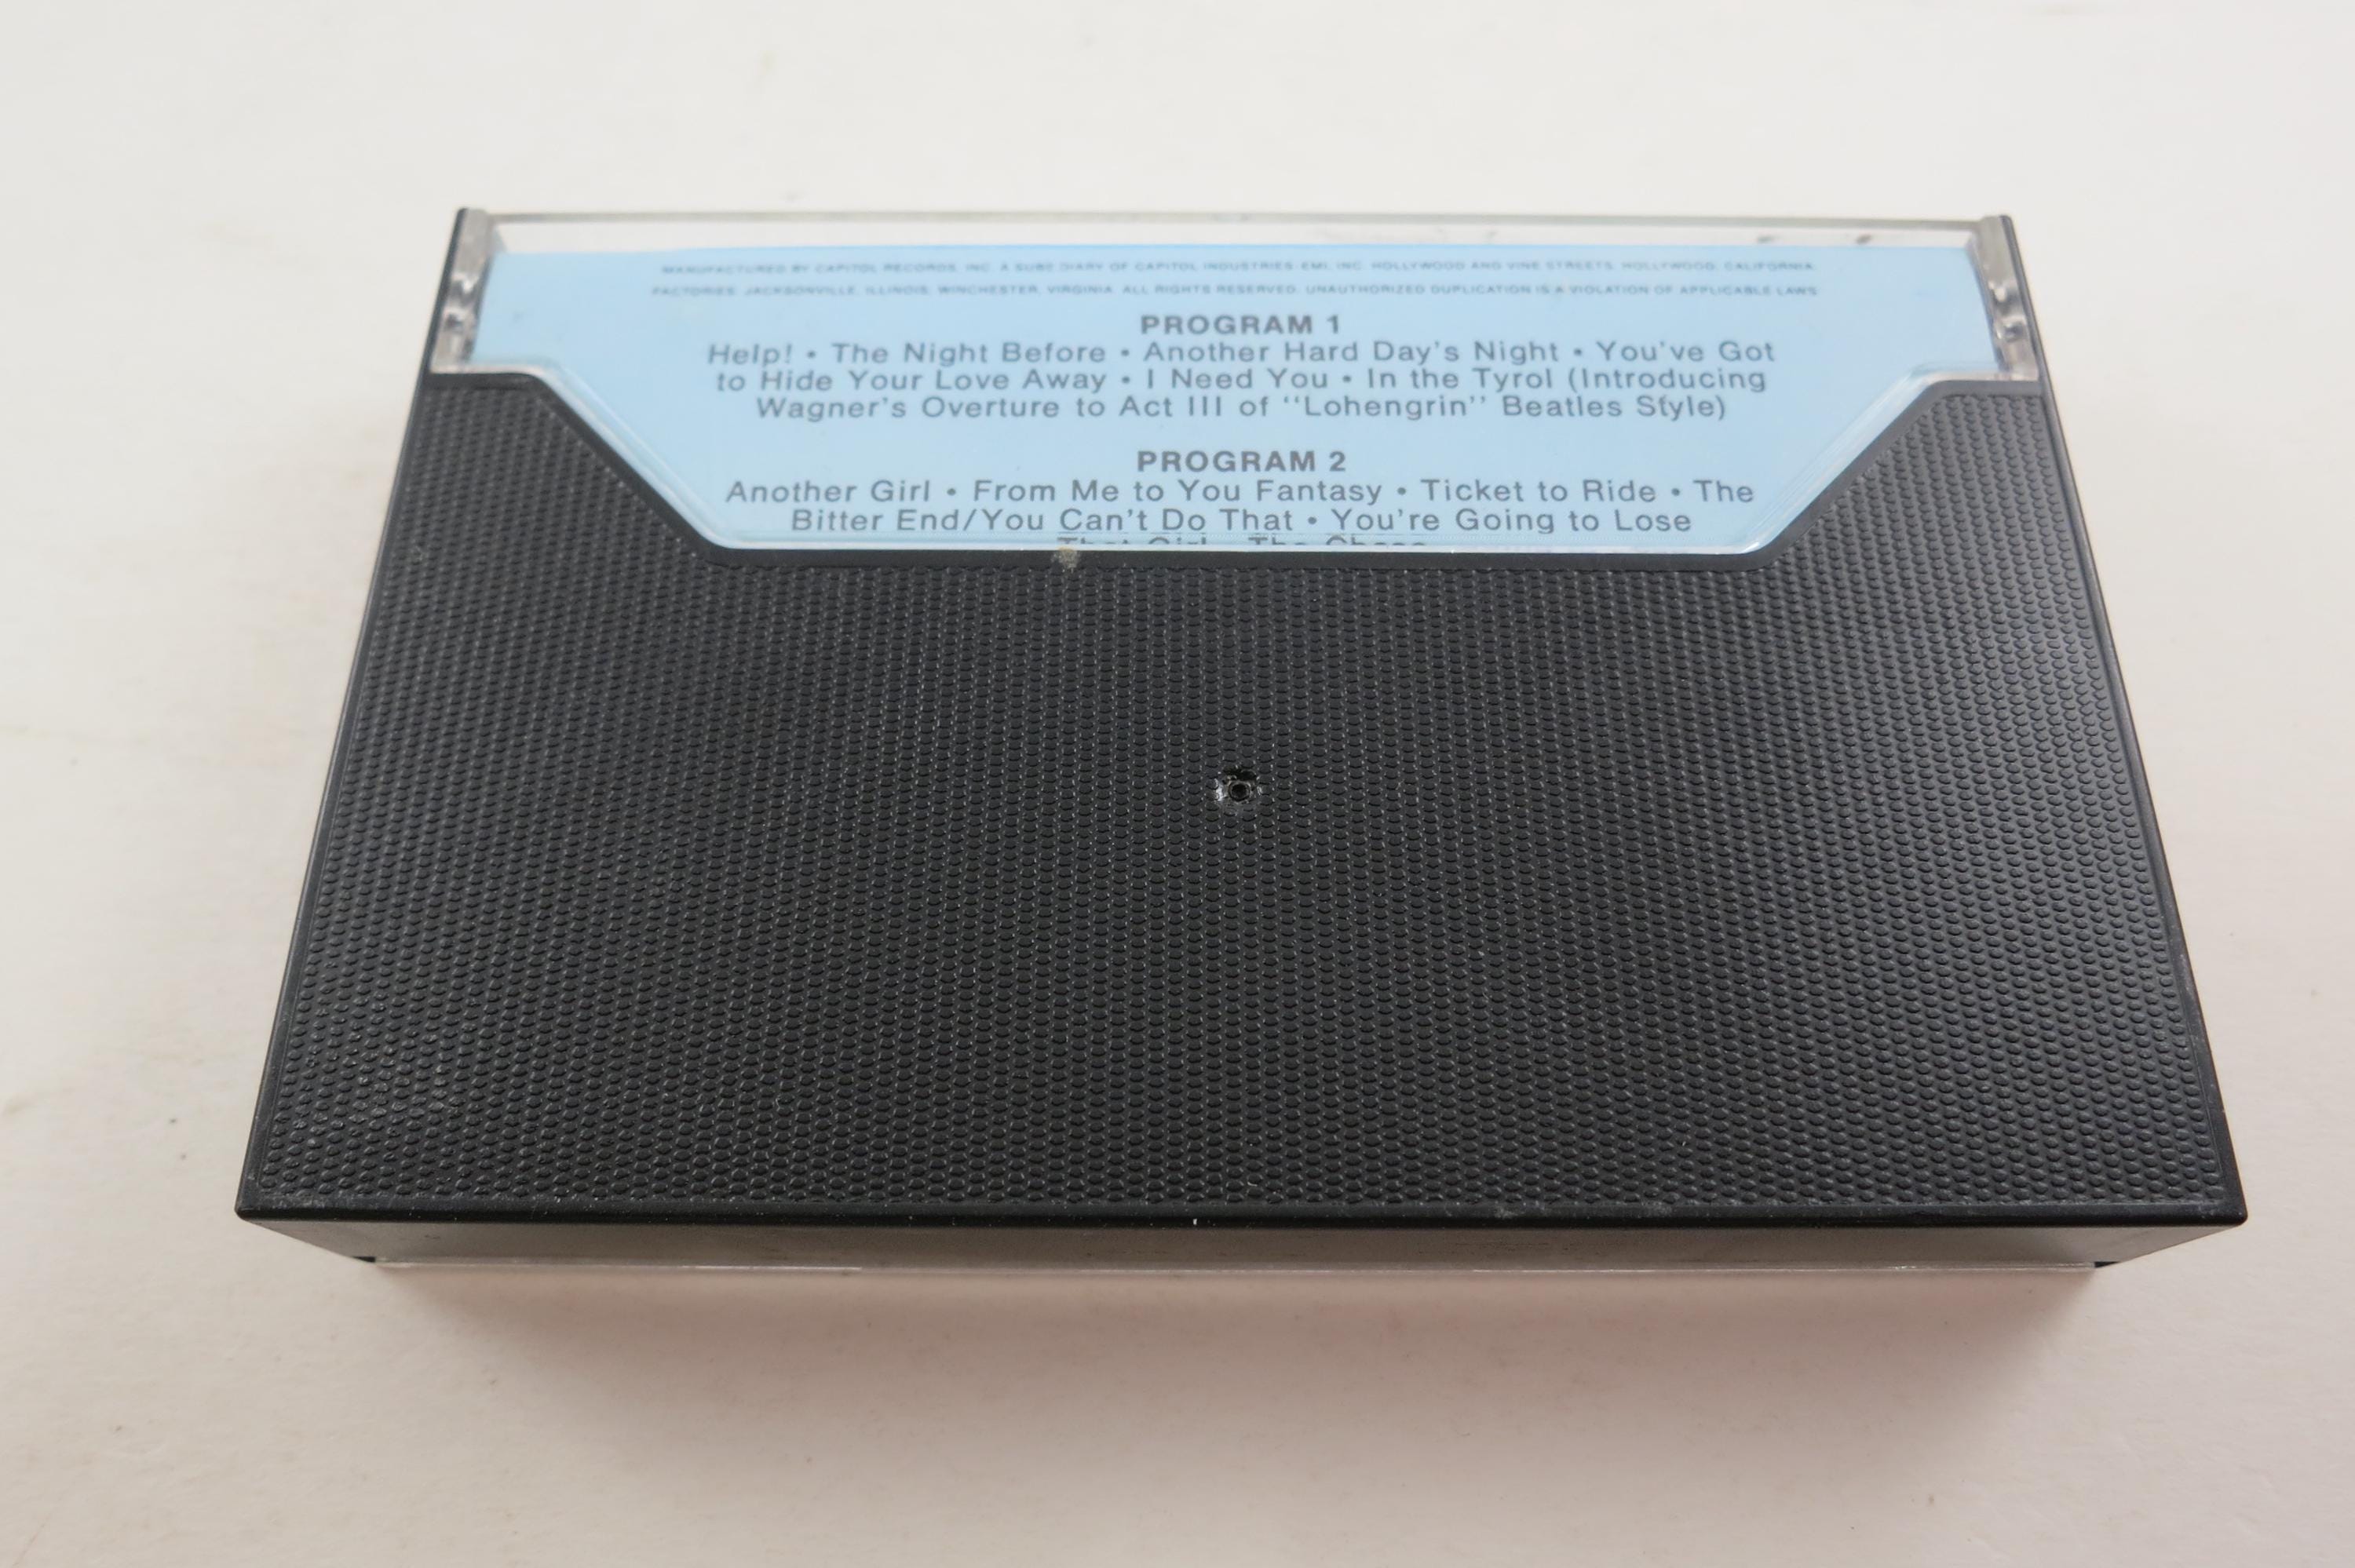 MANUFACTURED BY CAPITOL RECORDS, INC. A SUBSIDIARY OF CAPITOL INDUSTRIES-EMI, INC. HOLLYWOOD AND VINE STREETS, HOLLYWOOD, CALIFORNIA.
FACTORIES: JACKSONVILLE, ILLINOIS; WINCHESTER, VIRGINIA. ALL RIGHTS RESERVED. UNAUTHORIZED DUPLICATION IS A VIOLATION OF APPLICABLE LAWS.
PROGRAM 1
Help! • The Night Before • Another Hard Day's Night • You've Got
to Hide Your Love Away • I Need You • In the Tyrol (Introducing
Wagner's Overture to Act III of "Lohengrin" Beatles Style)
PROGRAM 2
Another Girl • From Me to You Fantasy • Ticket to Ride • The
Bitter End/You Can't Do That • You're Going to Lose
That Girl • The Chase